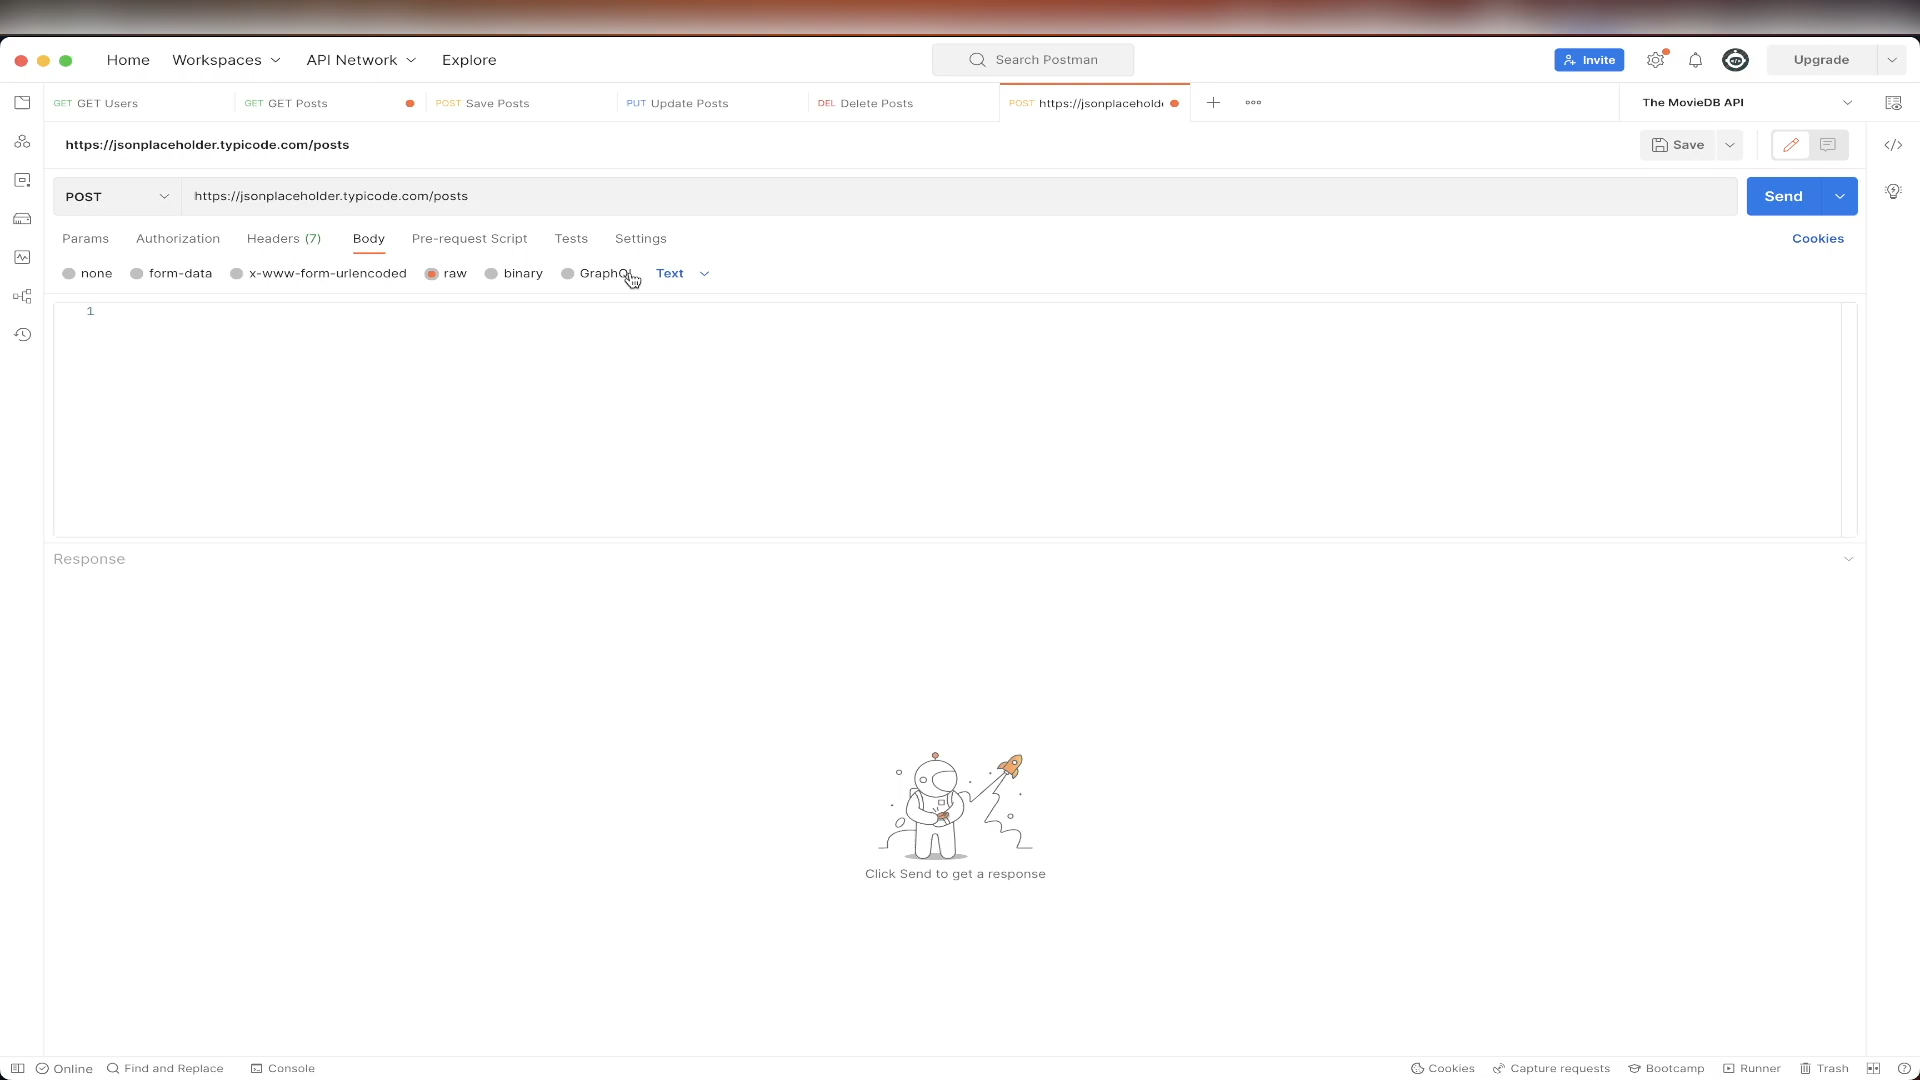 Home Workspaces API Network Explore Search Postman Invite Upgrade
GET GET Users GET GET Posts POST Save Posts PUT Update Posts DEL Delete Posts POST https://jsonplacehold The MovieDB API
https://jsonplaceholder.typicode.com/posts Save
POST https://jsonplaceholder.typicode.com/posts Send
Params Authorization Headers (7) Body Pre-request Script Tests Settings Cookies
none form-data x-www-form-urlencoded raw binary GraphQL Text
1
Response
Click Send to get a response
Online Find and Replace Console Cookies Capture requests Bootcamp Runner Trash